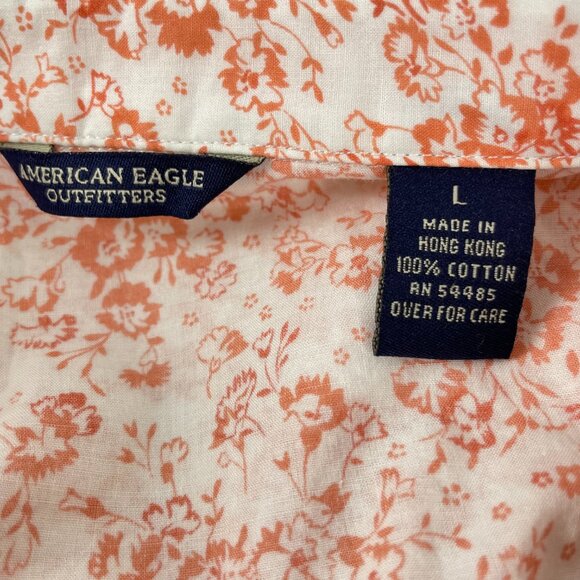 AMERICAN EAGLE
OUTFITTERS
L
MADE IN
HONG KONG
100% COTTON
RN 54485
OVER FOR CARE